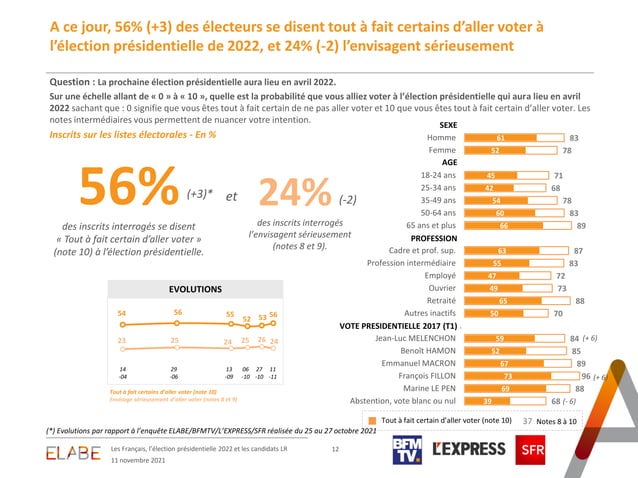 A ce jour, 56% (+3) des électeurs se disent tout à fait certains d'aller voter à
l'élection présidentielle de 2022, et 24% (-2) l'envisagent sérieusement
Question : La prochaine élection présidentielle aura lieu en avril 2022.
Sur une échelle allant de « 0 » à « 10 », quelle est la probabilité que vous alliez voter à l'élection présidentielle qui aura lieu en avril
2022 sachant que : 0 signifie que vous êtes tout à fait certain de ne pas aller voter et 10 que vous êtes tout à fait certain d'aller voter. Les
notes intermédiaires vous permettent de nuancer votre intention.
Inscrits sur les listes électorales - En %
56% (+3)* et 24% (-2)
des inscrits interrogés se disent
« Tout à fait certain d'aller voter »
(note 10) à l'élection présidentielle.
des inscrits interrogés
l'envisagent sérieusement
(notes 8 et 9).
EVOLUTIONS
54 56 55 52 53 56
23 25 24 25 26 24
14 29 13 06 27 11
-04 -06 -09 -10 -10 -11
Tout à fait certains d'aller voter (note 10)
Envisage sérieusement d'aller voter (notes 8 et 9)
SEXE
Homme 61 83
Femme 52 78
AGE
18-24 ans 45 71
25-34 ans 42 68
35-49 ans 54 78
50-64 ans 60 83
65 ans et plus 66 89
PROFESSION
Cadre et prof. sup. 63 87
Profession intermédiaire 55 83
Employé 47 72
Ouvrier 49 73
Retraité 65 88
Autres inactifs 50 70
VOTE PRESIDENTIELLE 2017 (T1)
Jean-Luc MELENCHON 59 84 (+ 6)
Benoît HAMON 52 85
Emmanuel MACRON 67 89
François FILLON 73 96 (+ 6)
Marine LE PEN 69 88
Abstention, vote blanc ou nul 39 68 (- 6)
Tout à fait certain d'aller voter (note 10) 37 Notes 8 à 10
(*) Evolutions par rapport à l'enquête ELABE/BFMTV/L'EXPRESS/SFR réalisée du 25 au 27 octobre 2021
ELABE
Les Français, l'élection présidentielle 2022 et les candidats LR
11 novembre 2021
12
BFM
TV.
L'EXPRESS
SFR